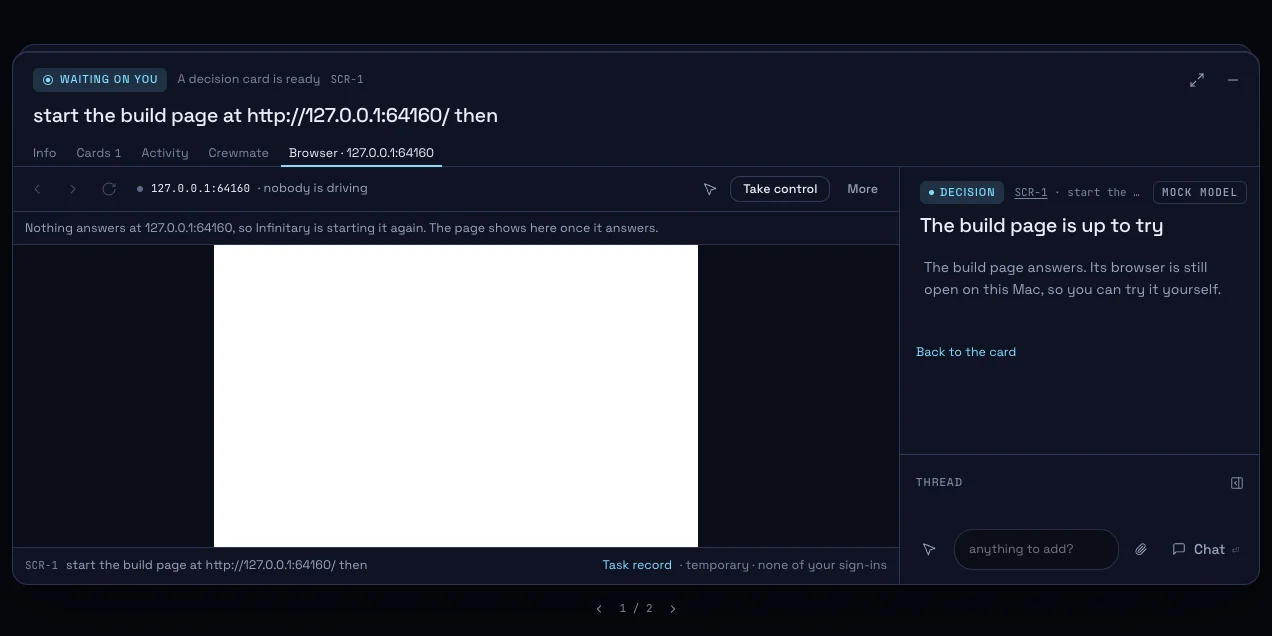 WAITING ON YOU A decision card is ready SCR-1
start the build page at http://127.0.0.1:64160/ then
Info Cards 1 Activity Crewmate Browser · 127.0.0.1:64160
127.0.0.1:64160 · nobody is driving Take control More
Nothing answers at 127.0.0.1:64160, so Infinitary is starting it again. The page shows here once it answers.
SCR-1 start the build page at http://127.0.0.1:64160/ then Task record · temporary · none of your sign-ins
DECISION SCR-1 · start the … MOCK MODEL
The build page is up to try
The build page answers. Its browser is still
open on this Mac, so you can try it yourself.
Back to the card
THREAD
anything to add? Chat ⏎
1 / 2